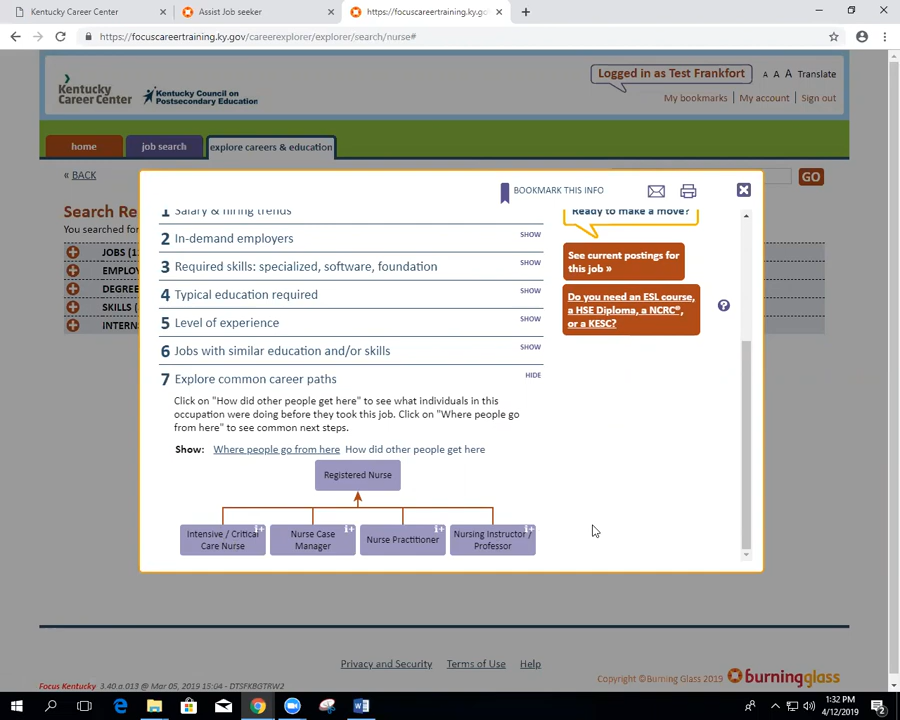 Kentucky Career Center
Assist Job seeker
https://focuscareertraining.ky.go
https://focuscareertraining.ky.gov/careerexplorer/explorer/search/nurse#
Kentucky
Career Center
Kentucky Council on
Postsecondary Education
Logged in as Test Frankfort
A A A Translate
My bookmarks | My account | Sign out
home
job search
explore careers & education
« BACK
GO
Search Re
You searched for
JOBS (1
EMPLO
DEGRE
SKILLS (
INTERN
BOOKMARK THIS INFO
1 Salary & hiring trends
2 In-demand employers SHOW
3 Required skills: specialized, software, foundation SHOW
4 Typical education required SHOW
5 Level of experience SHOW
6 Jobs with similar education and/or skills SHOW
7 Explore common career paths HIDE
Click on "How did other people get here" to see what individuals in this
occupation were doing before they took this job. Click on "Where people go
from here" to see common next steps.
Show: Where people go from here How did other people get here
Registered Nurse
Intensive / Critical
Care Nurse
i+
Nurse Case
Manager
i+
Nurse Practitioner
i+
Nursing Instructor /
Professor
i+
Ready to make a move?
See current postings for
this job »
Do you need an ESL course,
a HSE Diploma, a NCRC®,
or a KESC?
?
Privacy and Security | Terms of Use | Help
Focus Kentucky 3.40.e.013 @ Mar 05, 2019 15:04 - DTSFKBGTRW2
Copyright ©Burning Glass 2019
burningglass
1:32 PM
4/12/2019
2